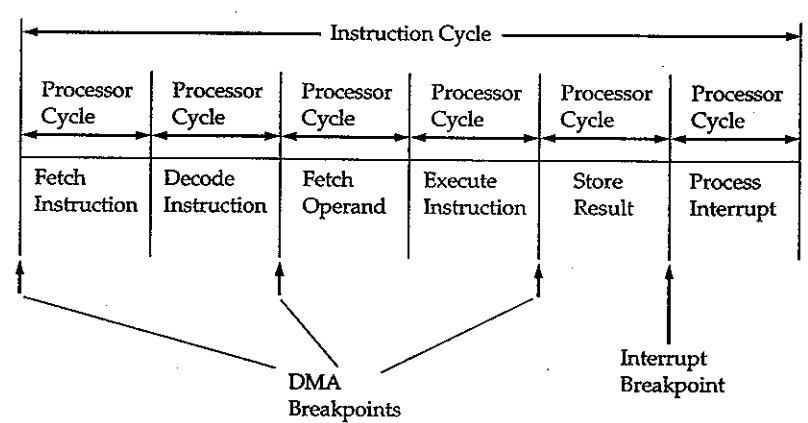 Instruction Cycle
Processor Processor Processor Processor Processor Processor
Cycle Cycle Cycle Cycle Cycle Cycle
Fetch Decode Fetch Execute Store Process
Instruction Instruction Operand Instruction Result Interrupt
DMA
Breakpoints
Interrupt
Breakpoint